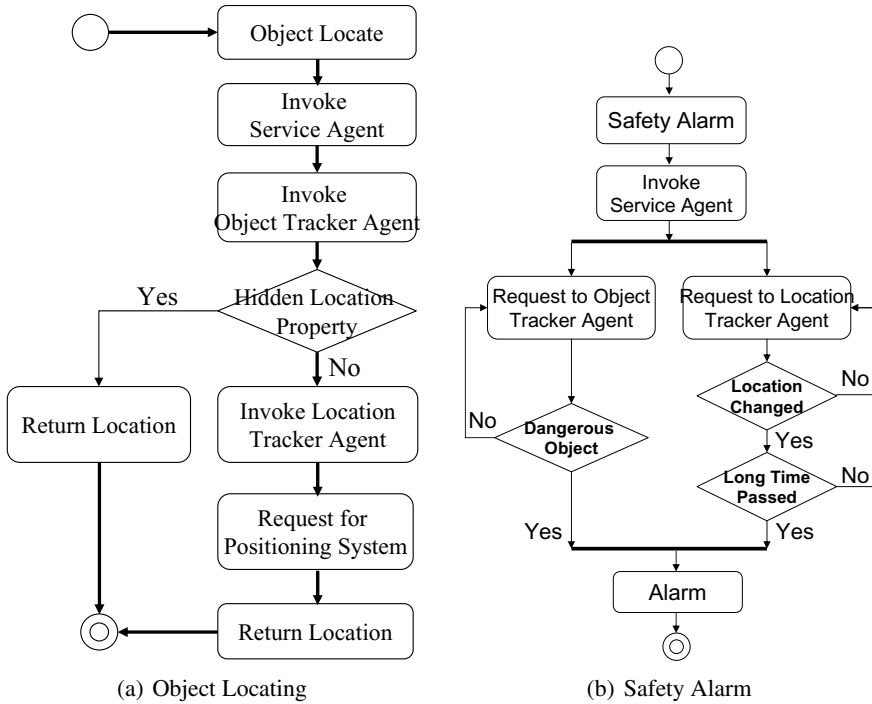 Object Locate
Invoke
Service Agent
Invoke
Object Tracker Agent
Hidden Location
Property
Yes
No
Return Location
Invoke Location
Tracker Agent
Request for
Positioning System
Return Location
(a) Object Locating
Safety Alarm
Invoke
Service Agent
Request to Object
Tracker Agent
Request to Location
Tracker Agent
No
Dangerous
Object
Yes
Location
Changed
No
Yes
Long Time
Passed
No
Yes
Alarm
(b) Safety Alarm